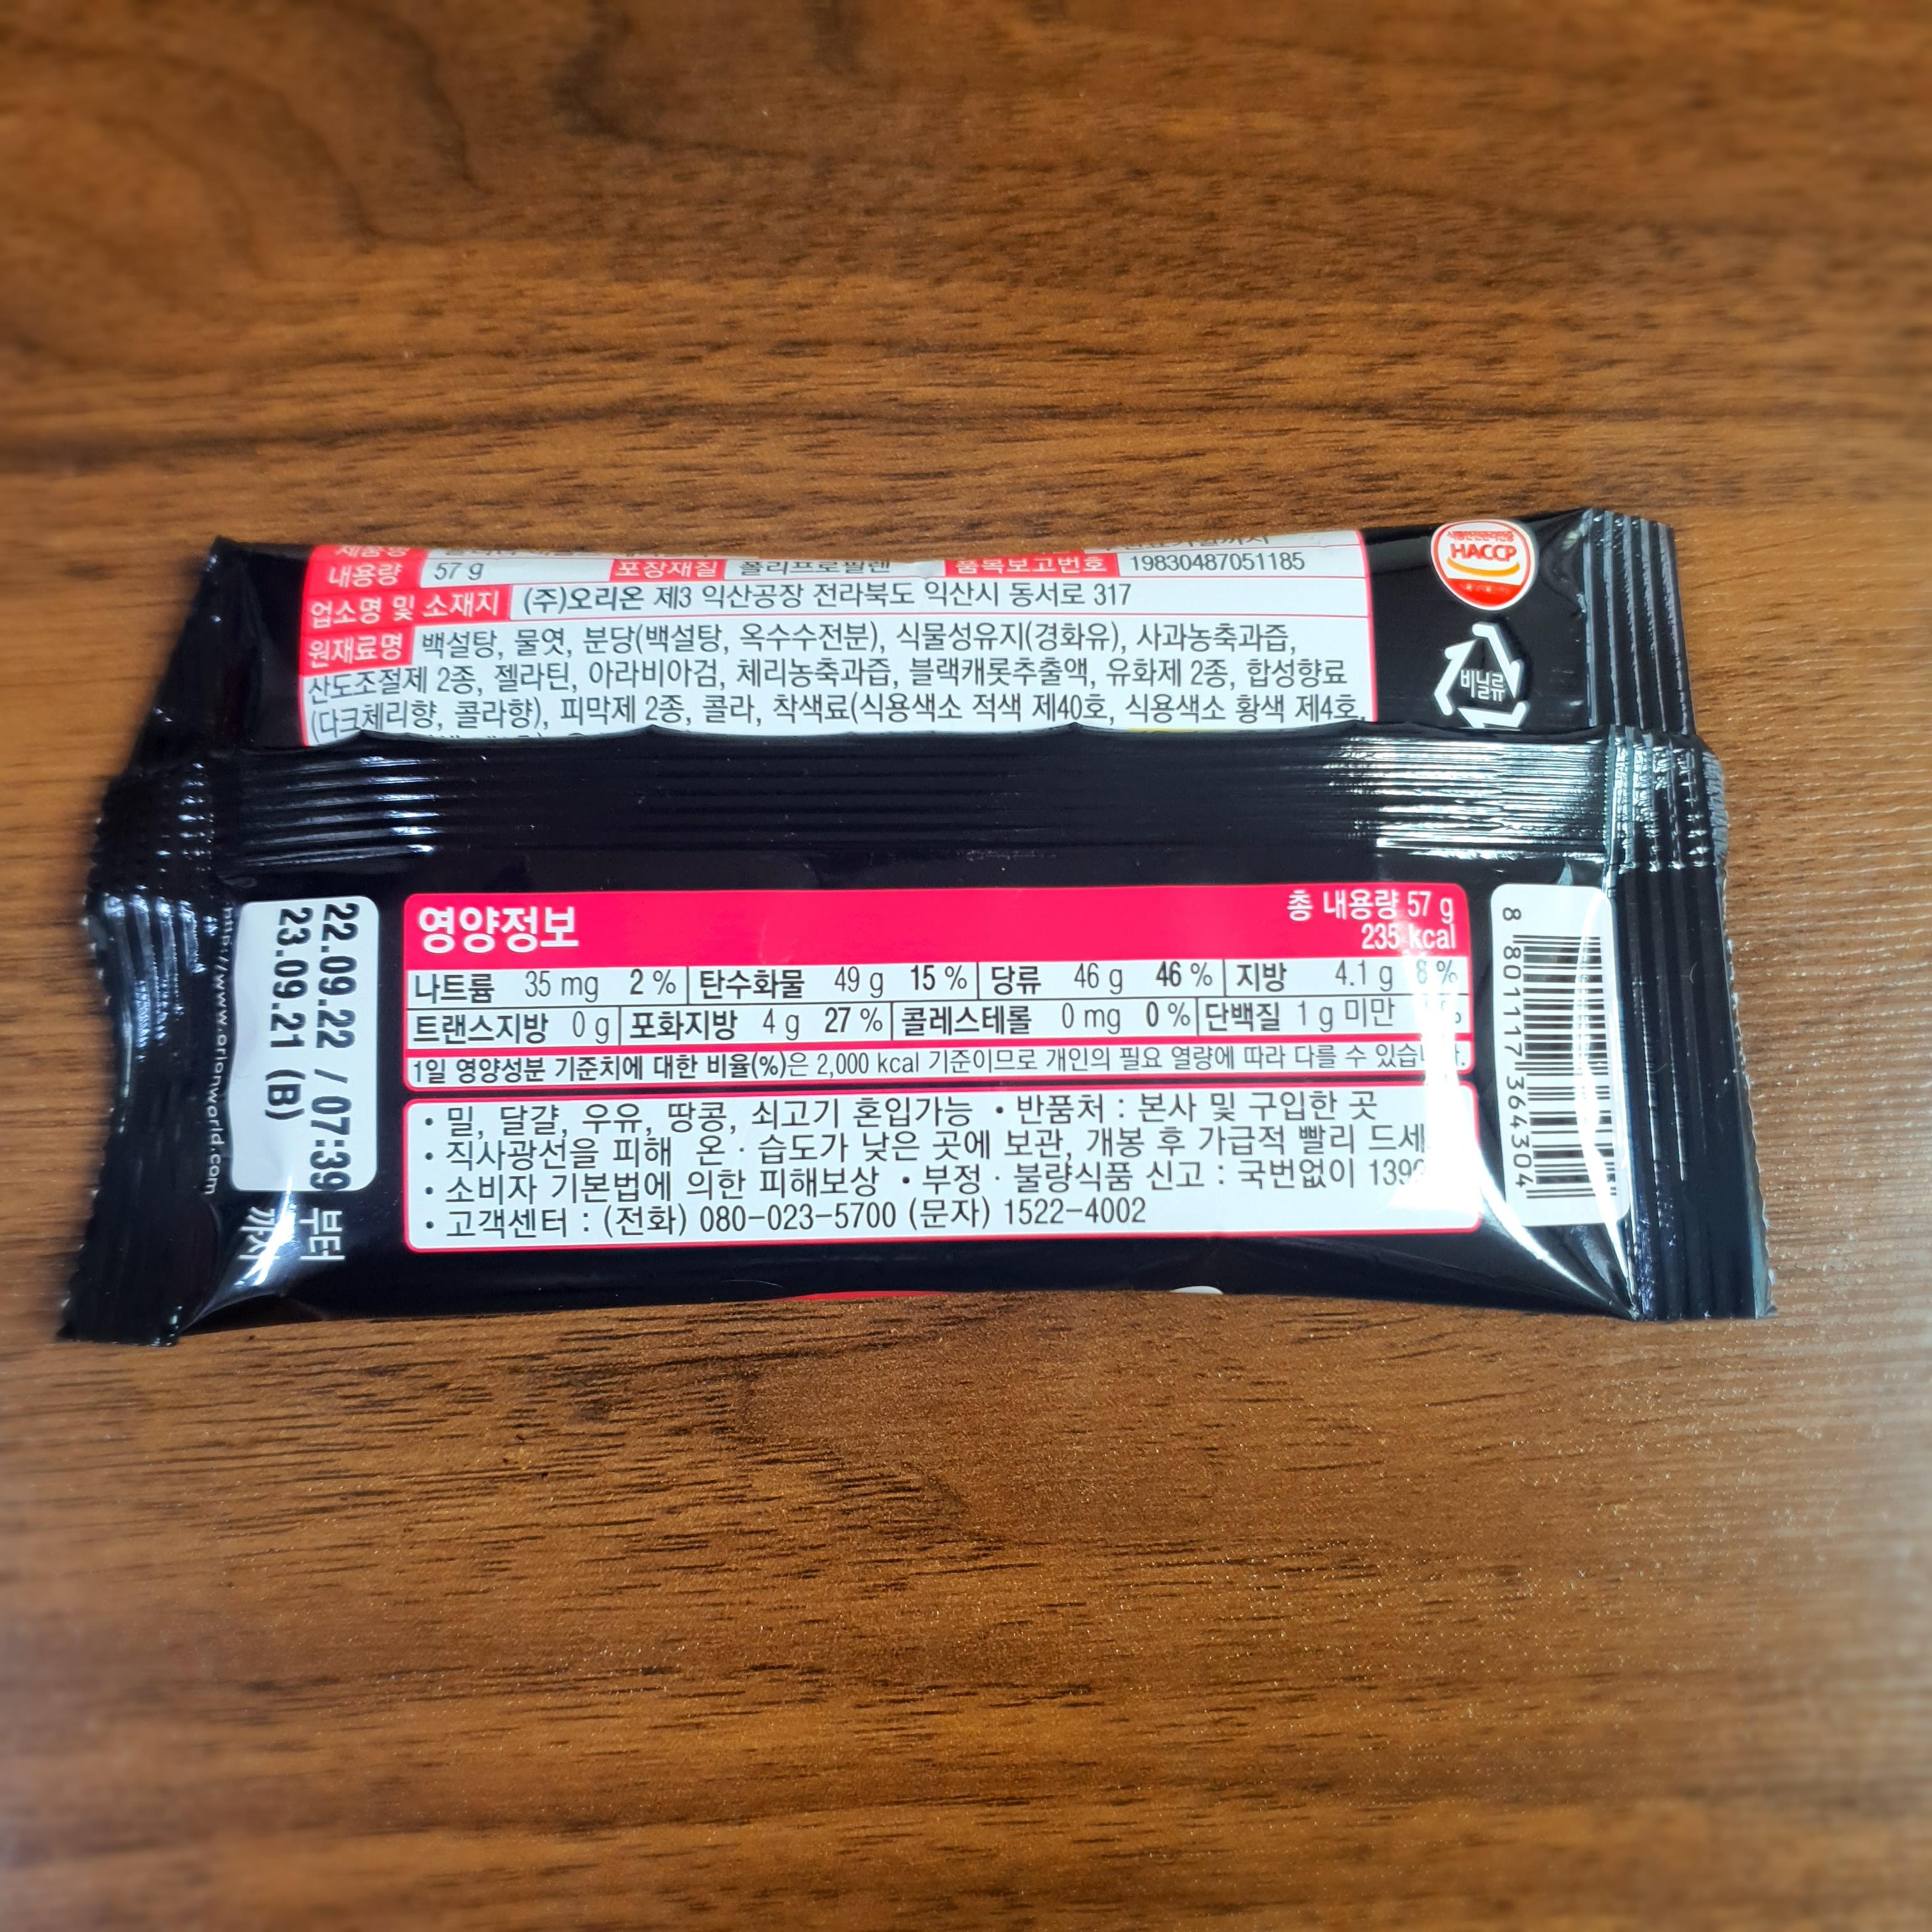 내용량 57 g 포장재질 폴리프로필렌 품목보고번호 19830487051185
업소명 및 소재지 (주)오리온 제3 익산공장 전라북도 익산시 동서로 317
원재료명 백설탕, 물엿, 분당(백설탕, 옥수수전분), 식물성유지(경화유), 사과농축과즙,
산도조절제 2종, 젤라틴, 아라비아검, 체리농축과즙, 블랙캐롯추출액, 유화제 2종, 합성향료
(다크체리향, 콜라향), 피막제 2종, 콜라, 착색료(식용색소 적색 제40호, 식용색소 황색 제4호,
HACCP
비닐류
http://www.orionworld.com
22.09.22 / 07:39 부터
23.09.21 (B) 까지
영양정보
총 내용량 57 g
235 kcal
나트륨 35 mg 2 % 탄수화물 49 g 15 % 당류 46 g 46 % 지방 4.1 g 8 %
트랜스지방 0 g 포화지방 4 g 27 % 콜레스테롤 0 mg 0 % 단백질 1 g 미만 %
1일 영양성분 기준치에 대한 비율(%)은 2,000 kcal 기준이므로 개인의 필요 열량에 따라 다를 수
• 밀, 달걀, 우유, 땅콩, 쇠고기 혼입가능 • 반품처 : 본사 및 구입한 곳
• 직사광선을 피해 온 · 습도가 낮은 곳에 보관, 개봉 후 가급적 빨리
• 소비자 기본법에 의한 피해보상 • 부정 · 불량식품 신고 : 국번없이
• 고객센터 : (전화) 080-023-5700 (문자) 1522-4002
8 801117 364304